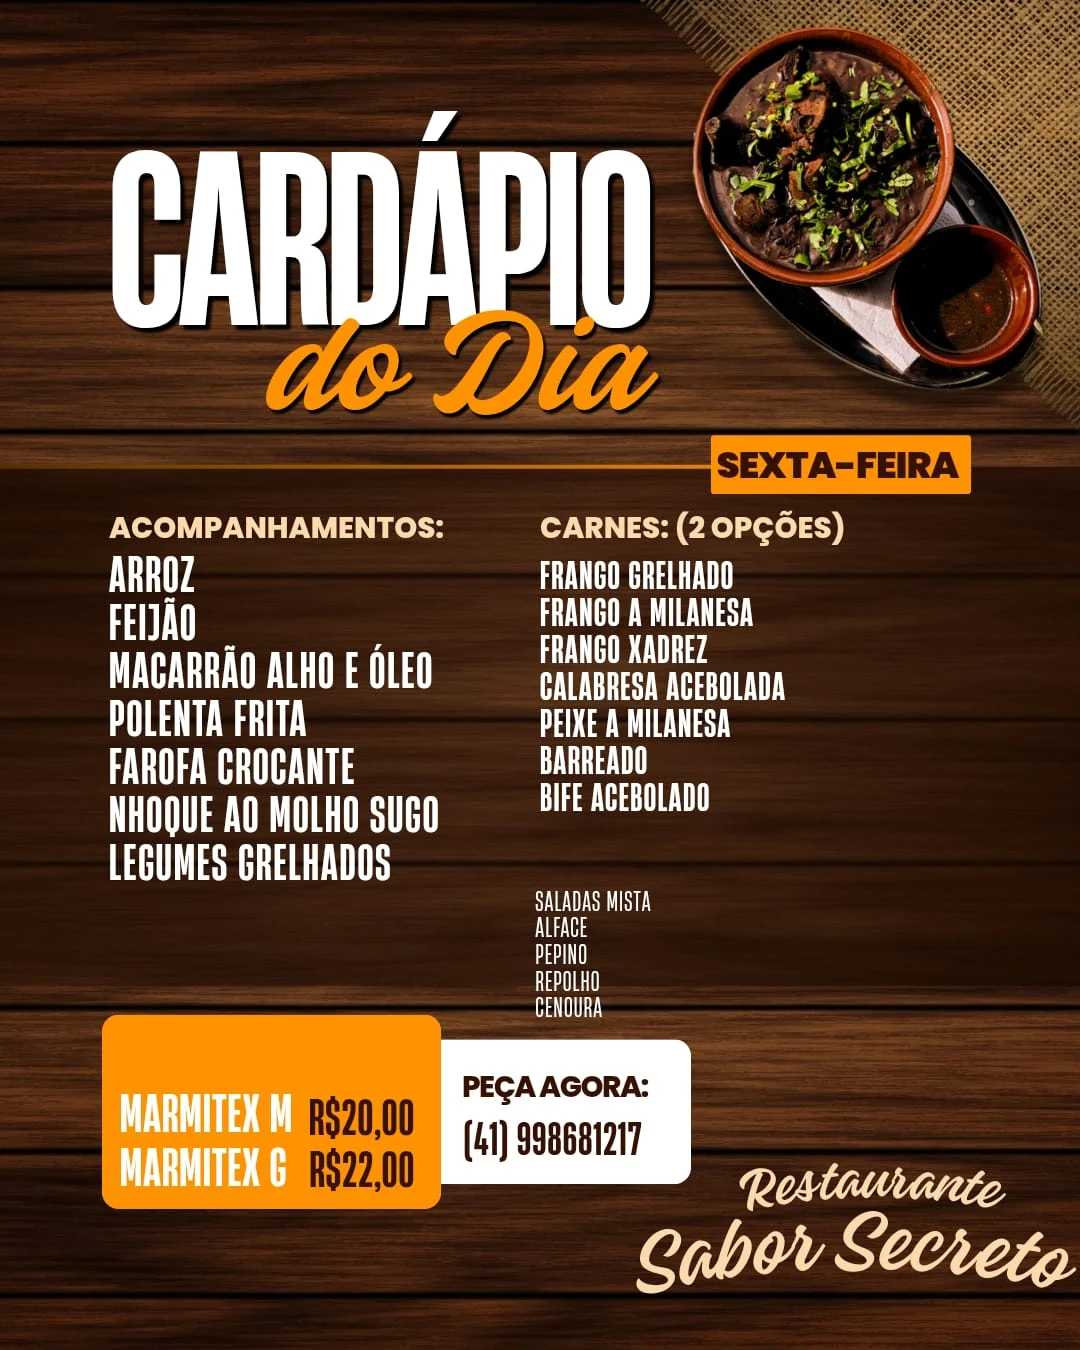 CARDÁPIO
do Dia
SEXTA-FEIRA
ACOMPANHAMENTOS:
ARROZ
FEIJÃO
MACARRÃO ALHO E ÓLEO
POLENTA FRITA
FAROFA CROCANTE
NHOQUE AO MOLHO SUGO
LEGUMES GRELHADOS
CARNES: (2 OPÇÕES)
FRANGO GRELHADO
FRANGO A MILANESA
FRANGO XADREZ
CALABRESA ACEBOLADA
PEIXE A MILANESA
BARREADO
BIFE ACEBOLADO
SALADAS MISTA
ALFACE
PEPINO
REPOLHO
CENOURA
MARMITEX M R$20,00
MARMITEX G R$22,00
PEÇA AGORA:
(41) 998681217
Restaurante
Sabor Secreto